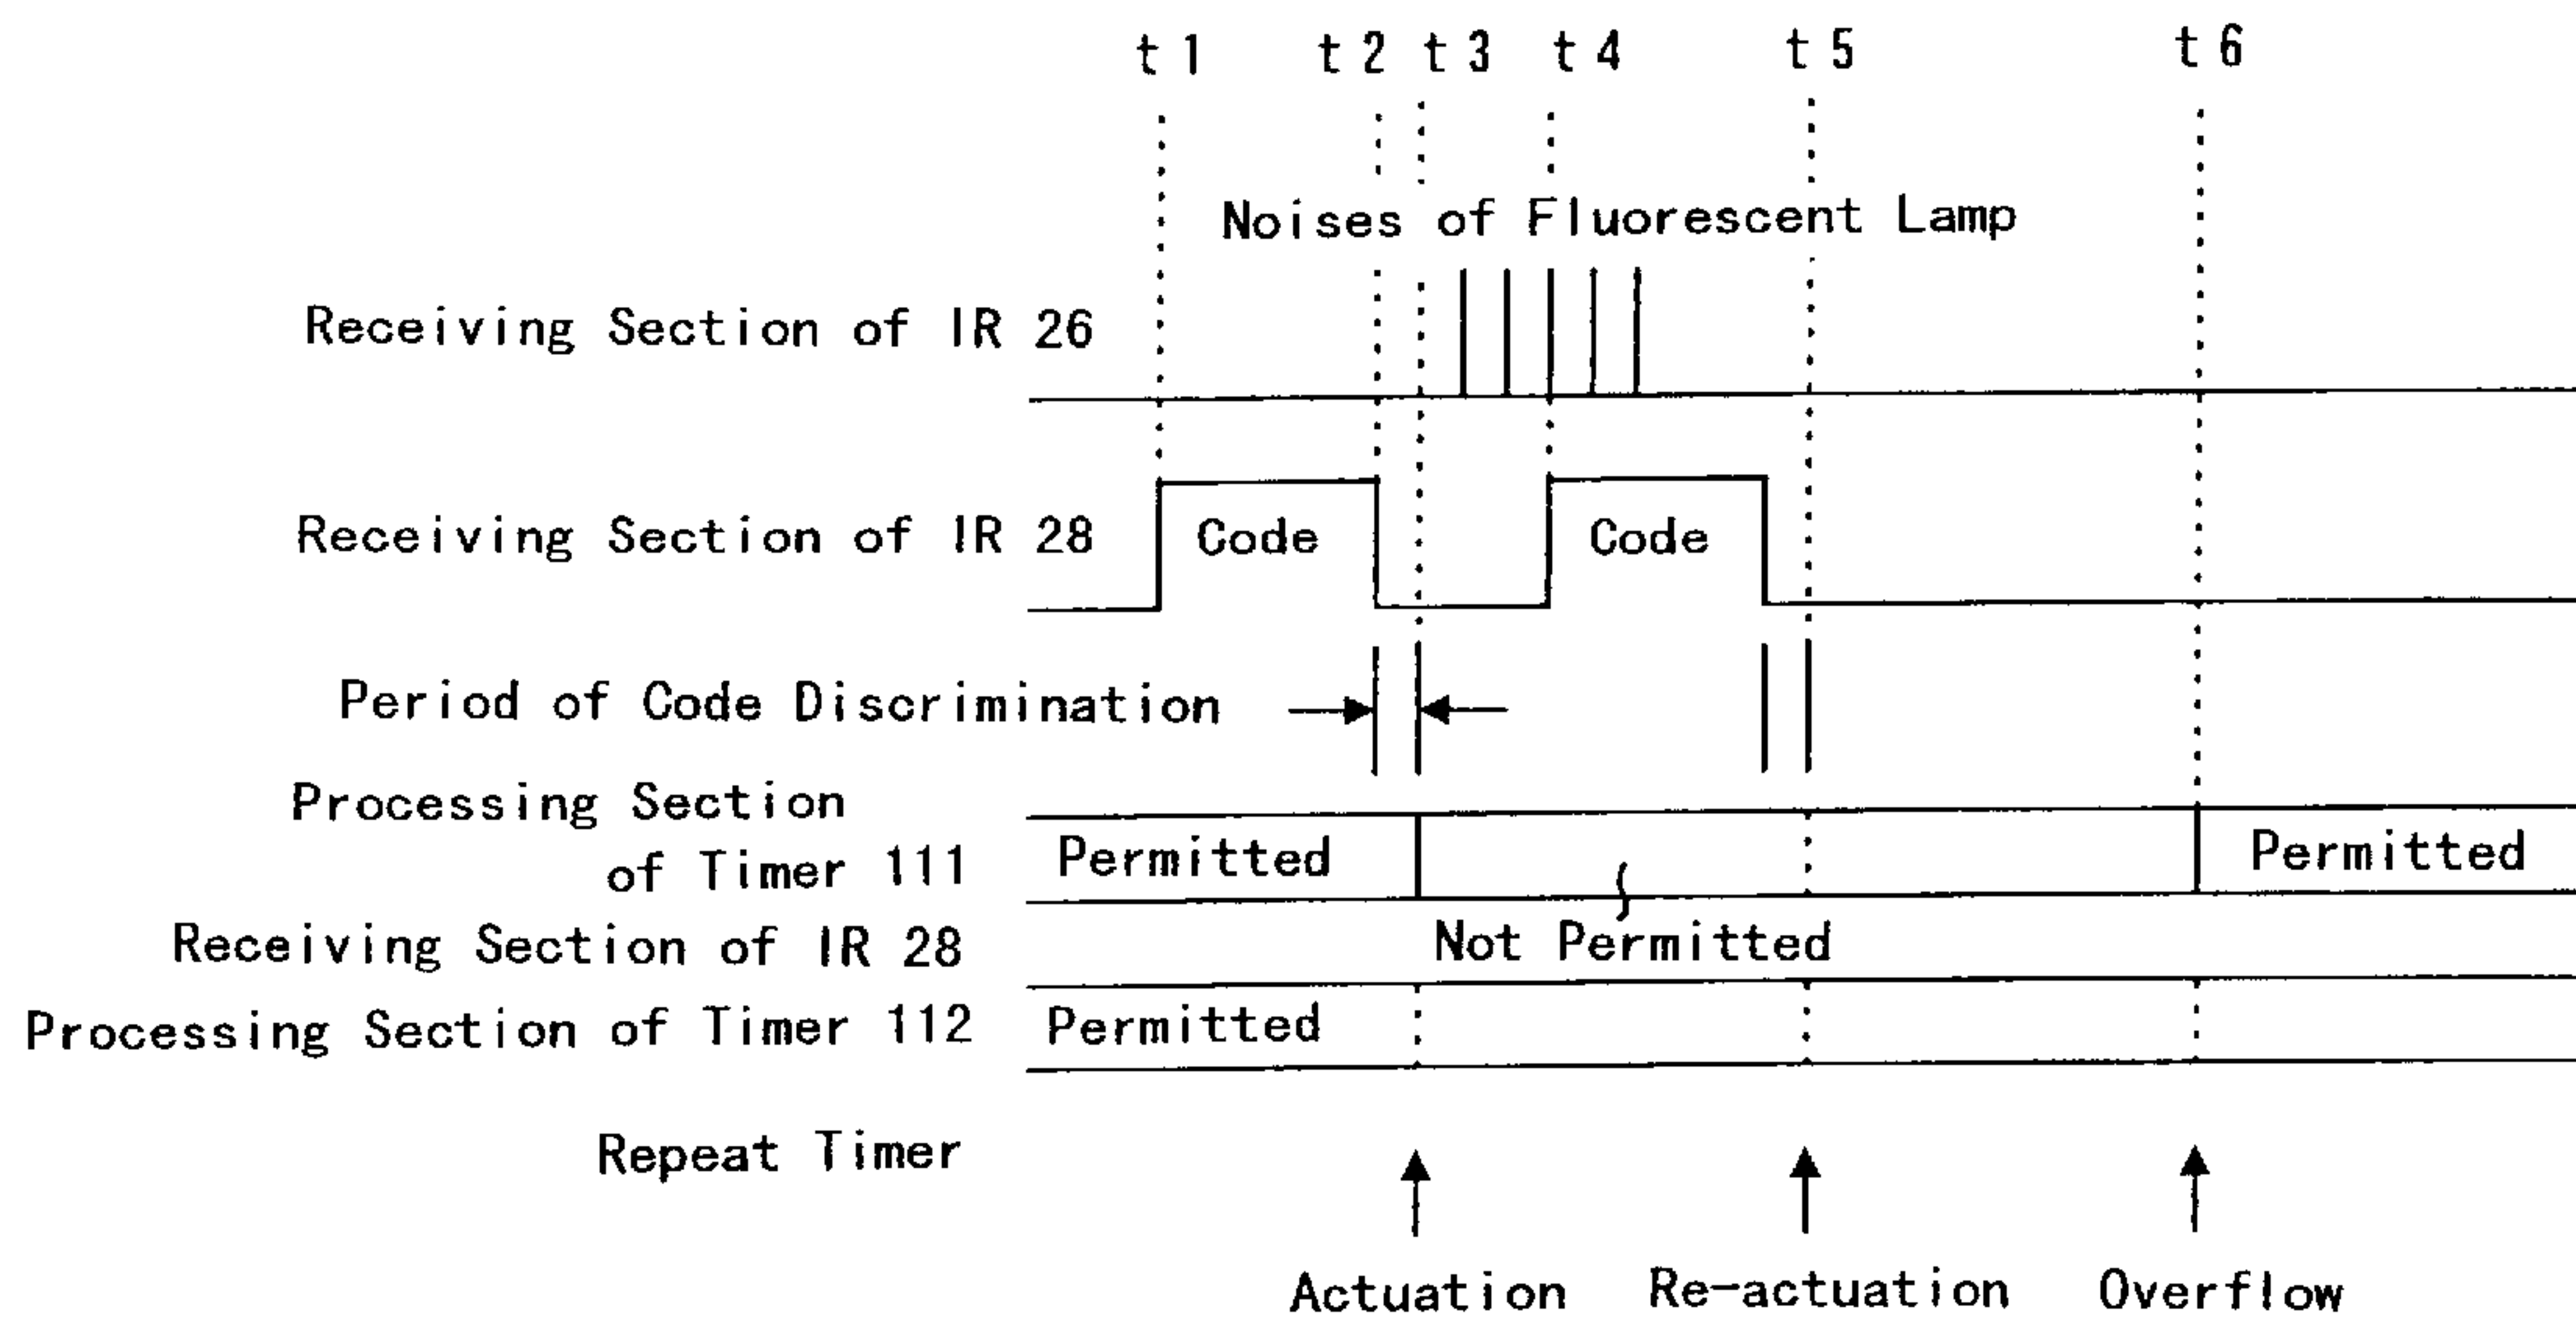 t1 t2 t3 t4 t5 t6
Noises of Fluorescent Lamp
Receiving Section of IR 26
Receiving Section of IR 28
Code Code
Period of Code Discrimination
Processing Section
of Timer 111
Permitted Permitted
Receiving Section of IR 28
Not Permitted
Processing Section of Timer 112
Permitted
Repeat Timer
Actuation Re-actuation Overflow